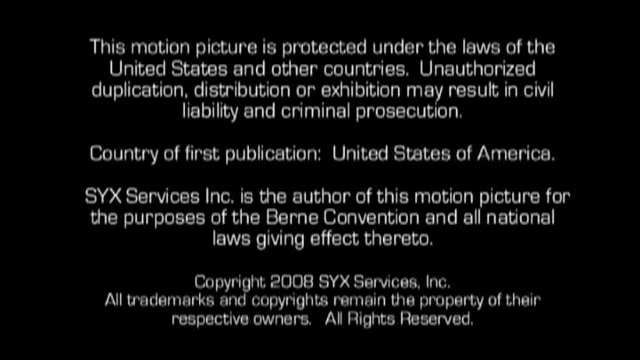 This motion picture is protected under the laws of the
United States and other countries.  Unauthorized
duplication, distribution or exhibition may result in civil
liability and criminal prosecution.
Country of first publication:  United States of America.
SYX Services Inc. is the author of this motion picture for
the purposes of the Berne Convention and all national
laws giving effect thereto.
Copyright 2008 SYX Services, Inc.
All trademarks and copyrights remain the property of their
respective owners.   All Rights Reserved.